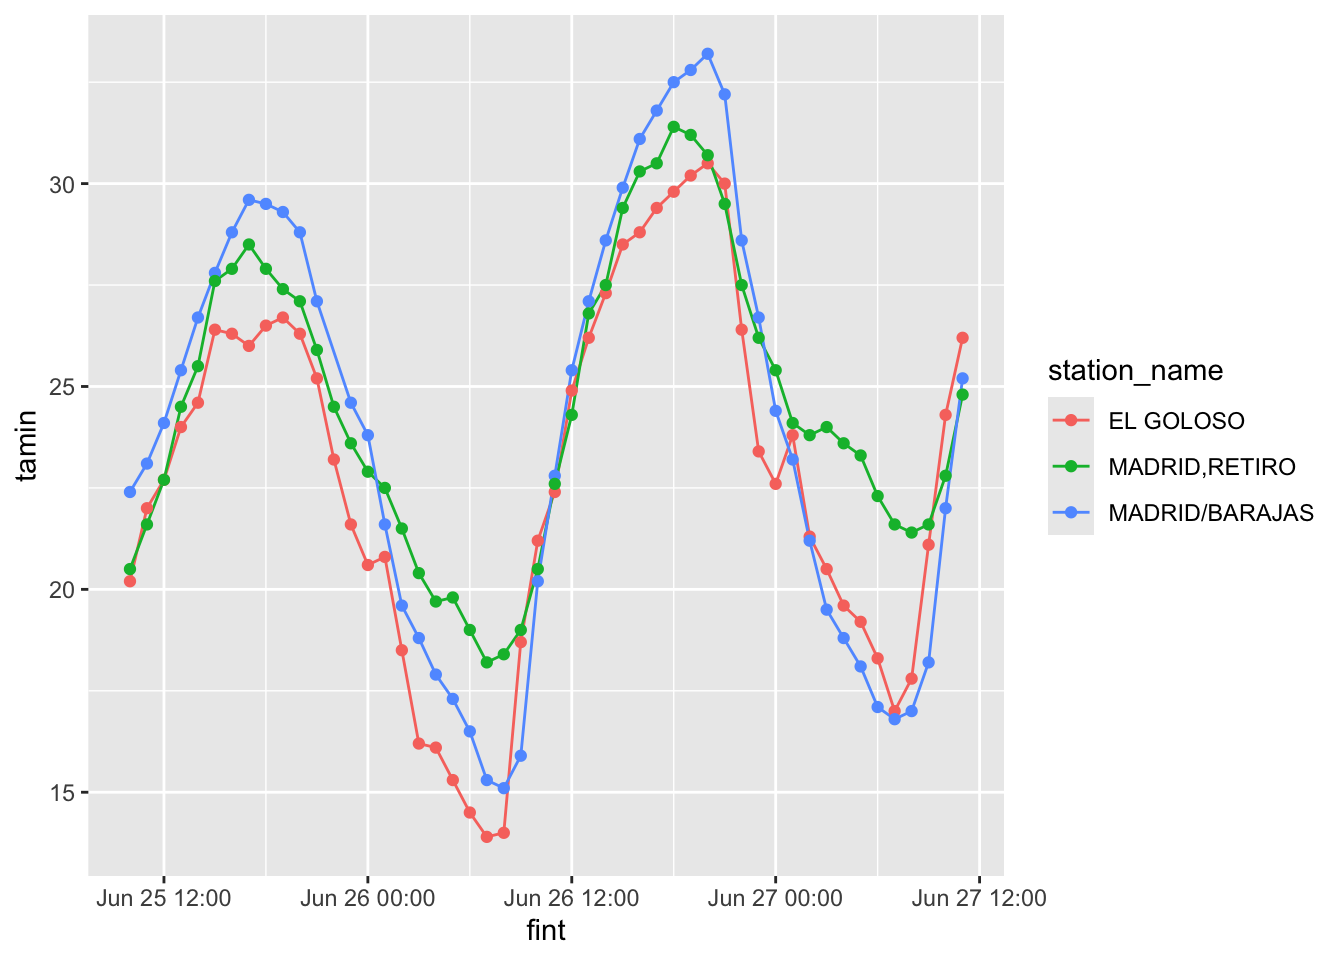 30
25
20
15
tamin
Jun 25 12:00
Jun 26 00:00
Jun 26 12:00
Jun 27 00:00
Jun 27 12:00
fint
station_name
EL GOLOSO
MADRID,RETIRO
MADRID/BARAJAS